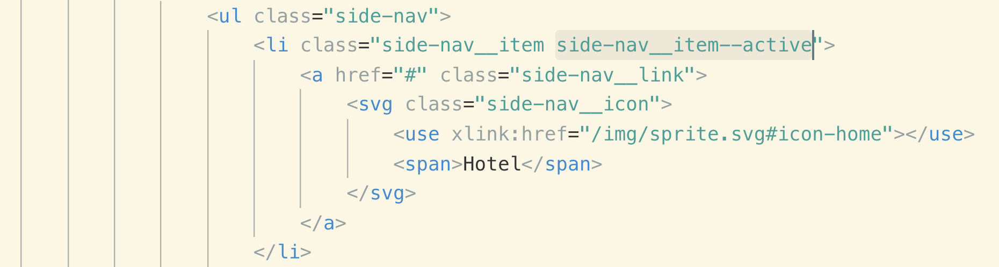 <ul class="side-nav">
<li class="side-nav__item side-nav__item--active">
<a href="#" class="side-nav__link">
<svg class="side-nav__icon">
<use xlink:href="/img/sprite.svg#icon-home"></use>
<span>Hotel</span>
</svg>
</a>
</li>